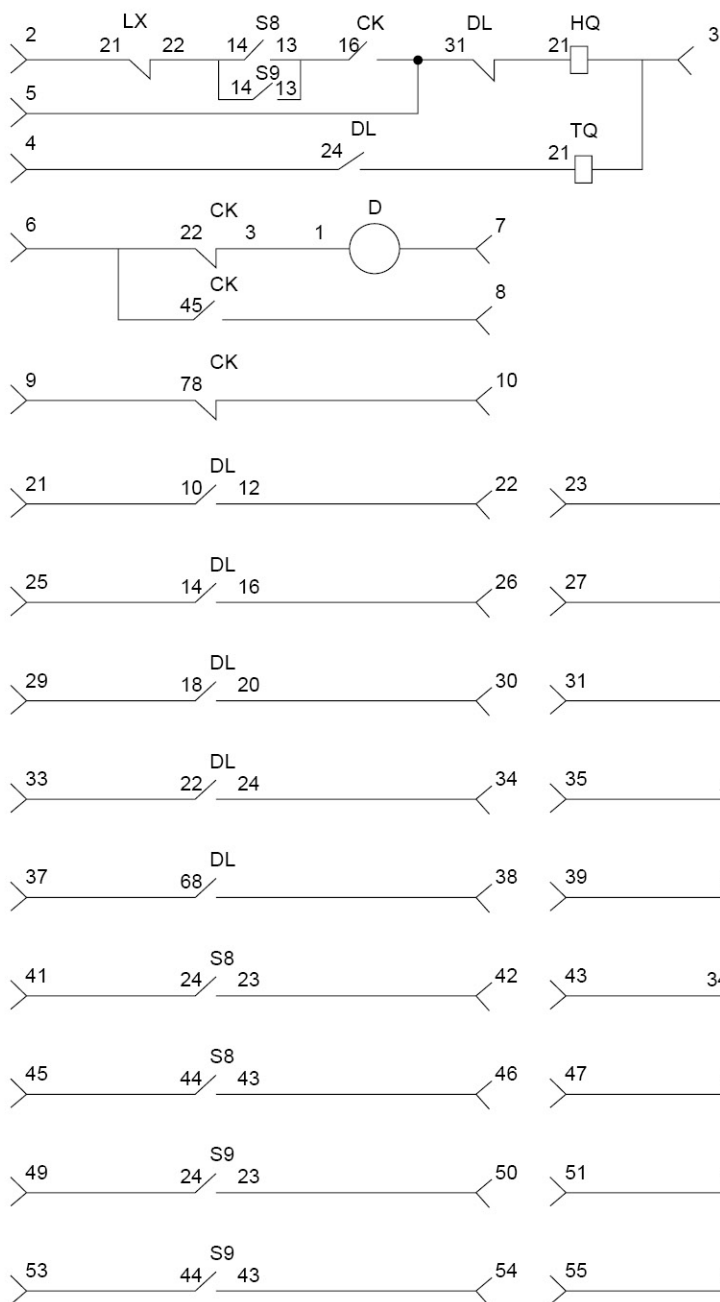 2 LX S8 CK DL HQ 3
21 22 14 13 16 31 21
S9
14 13
5
4 DL TQ
24 21
6 CK D 7
22 3 1
CK 8
45
9 CK 10
78
DL
21 10 12 22 23
DL
25 14 16 26 27
DL
29 18 20 30 31
DL
33 22 24 34 35
DL
37 68 38 39
S8
41 24 23 42 43 34
S8
45 44 43 46 47
S9
49 24 23 50 51
S9
53 44 43 54 55